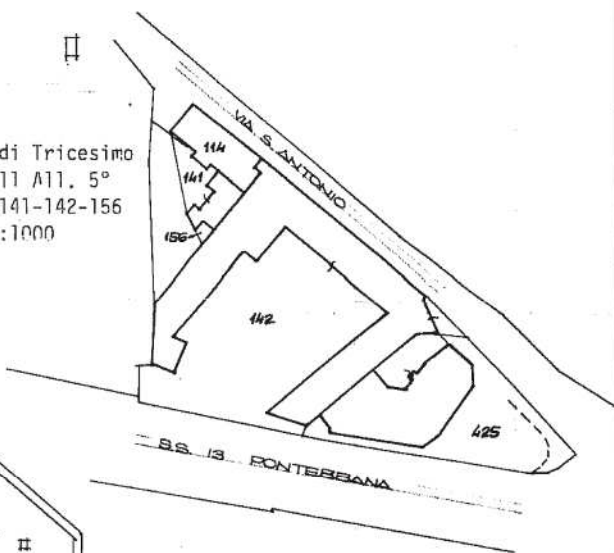 di Tricesimo
11 All. 5°
141-142-156
:1000
VIA S. ANTONIO
114
141
156
142
425
S.S. 13 PONTEBBANA